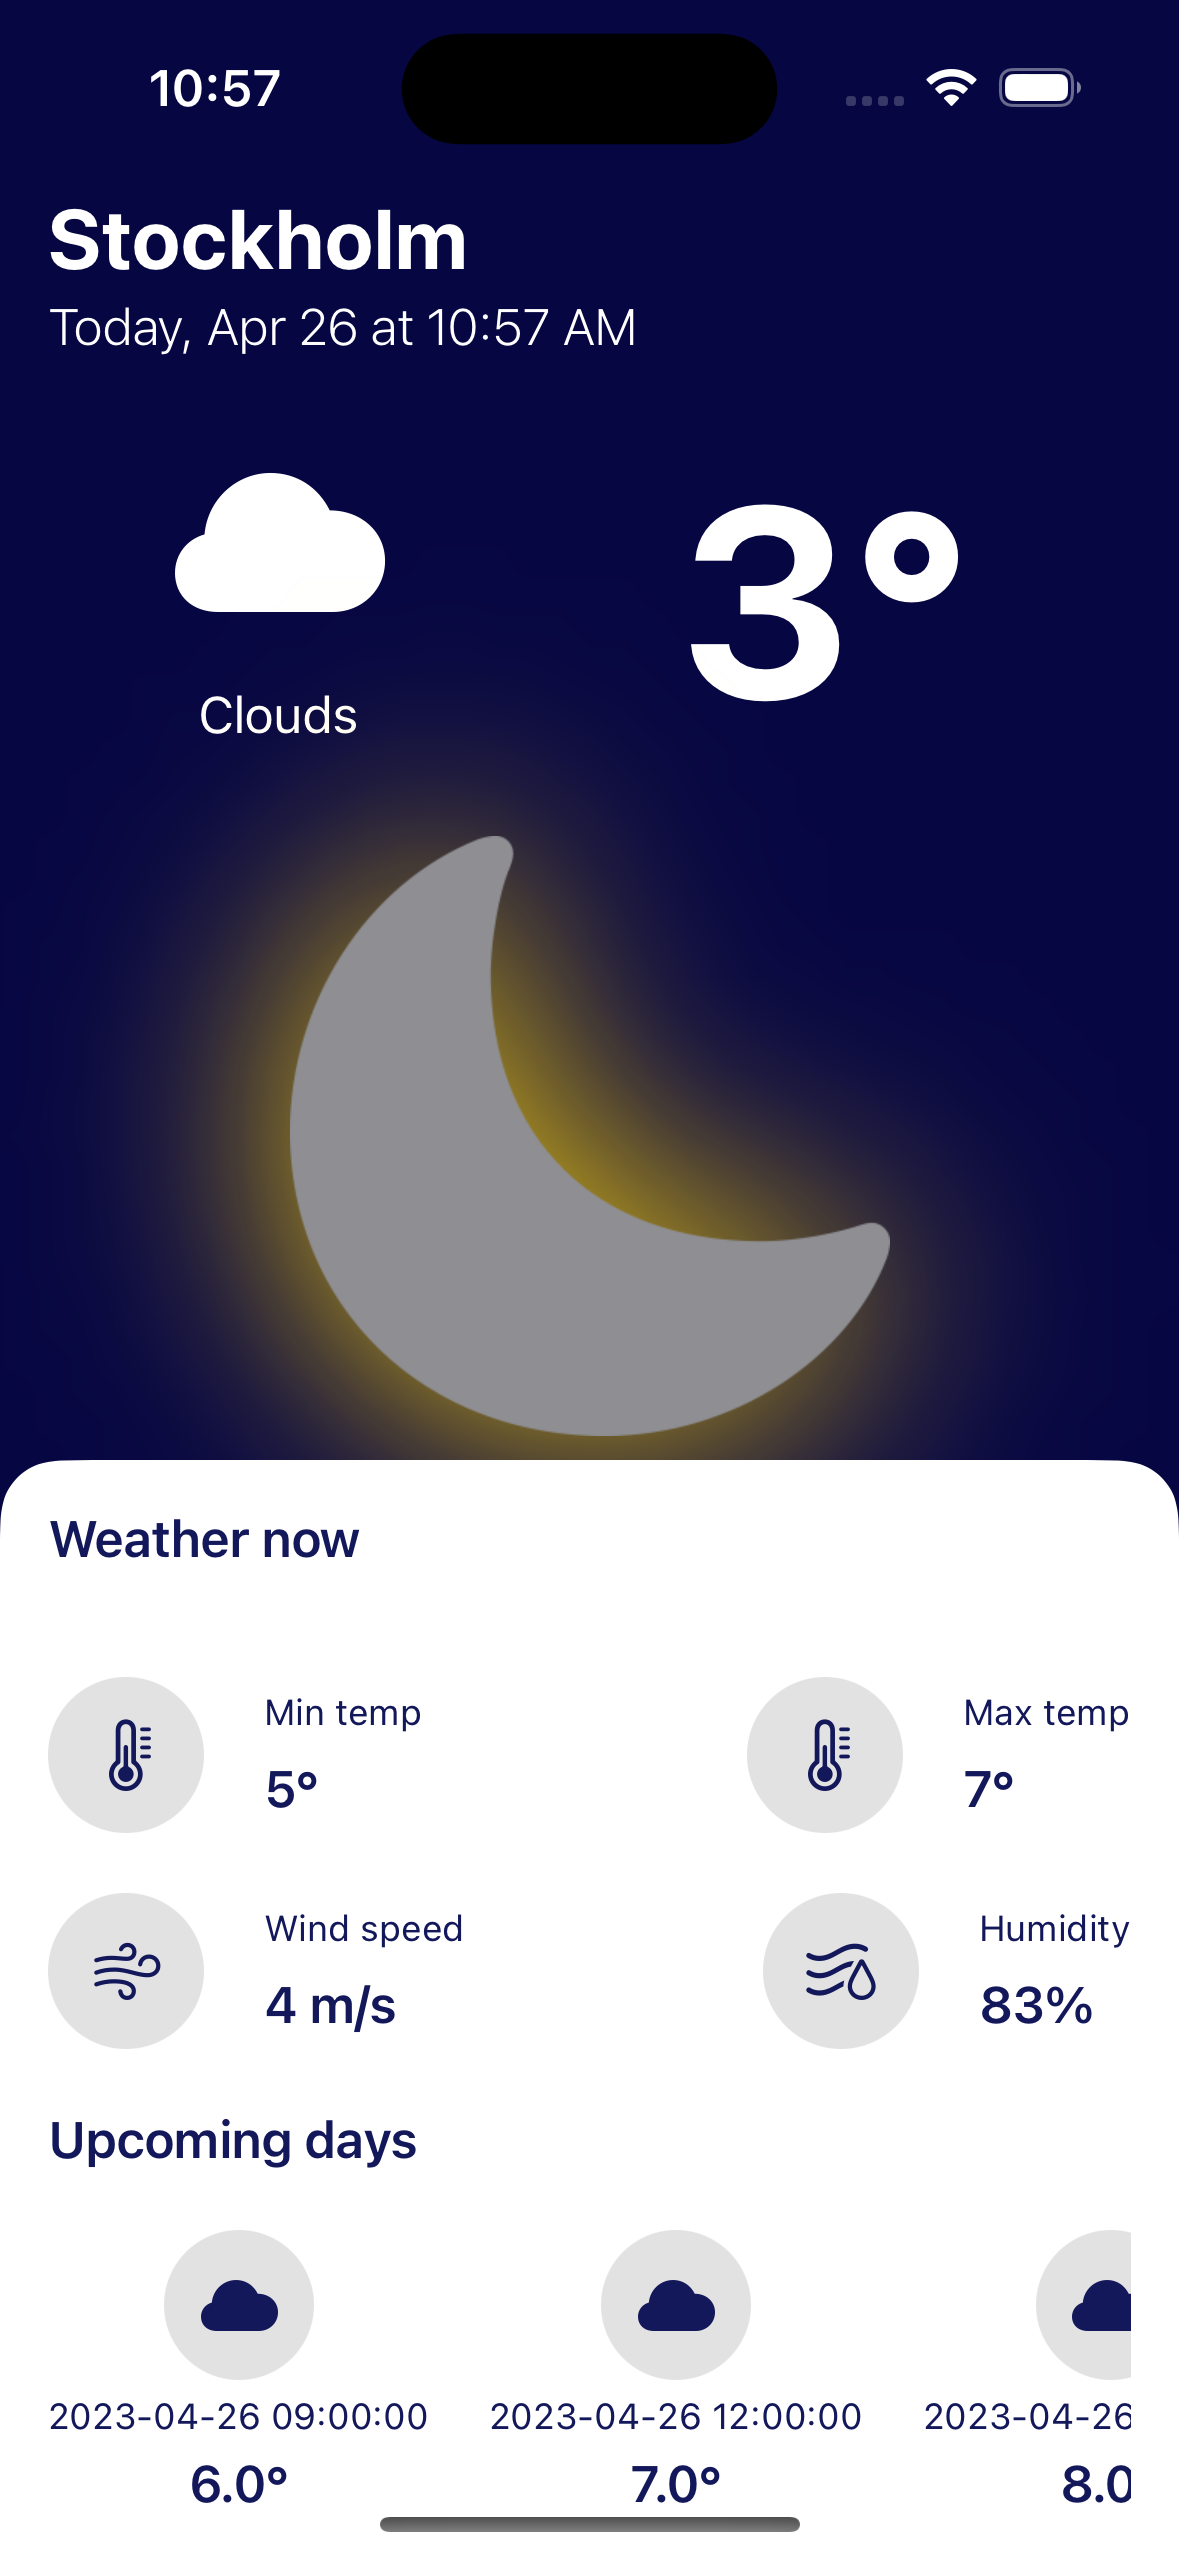 10:57
Stockholm
Today, Apr 26 at 10:57 AM
3°
Clouds
Weather now
Min temp
5°
Max temp
7°
Wind speed
4 m/s
Humidity
83%
Upcoming days
2023-04-26 09:00:00
2023-04-26 12:00:00
2023-04-26
6.0°
7.0°
8.0